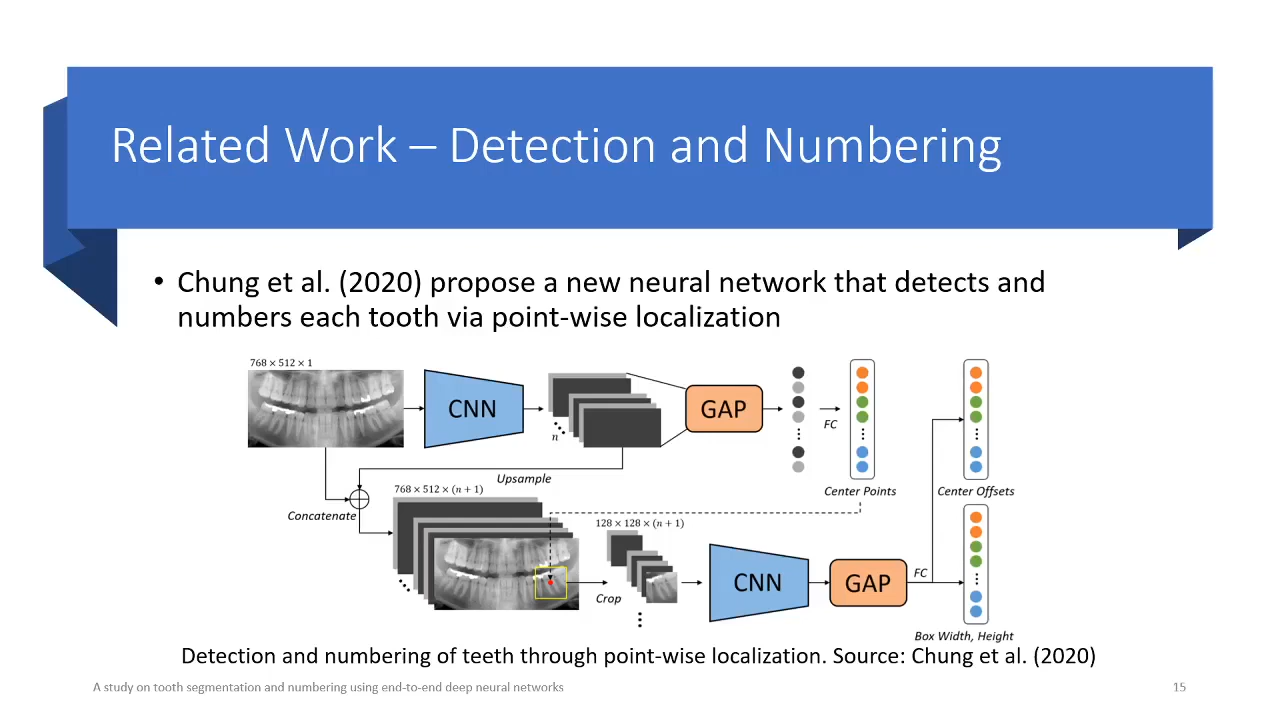 Related Work – Detection and Numbering
• Chung et al. (2020) propose a new neural network that detects and
numbers each tooth via point-wise localization
768 × 512 × 1
CNN
n
GAP
FC
Center Points
Center Offsets
Upsample
Concatenate
768 × 512 × (n + 1)
128 × 128 × (n + 1)
Crop
CNN
GAP
FC
Box Width, Height
Detection and numbering of teeth through point-wise localization. Source: Chung et al. (2020)
A study on tooth segmentation and numbering using end-to-end deep neural networks
15